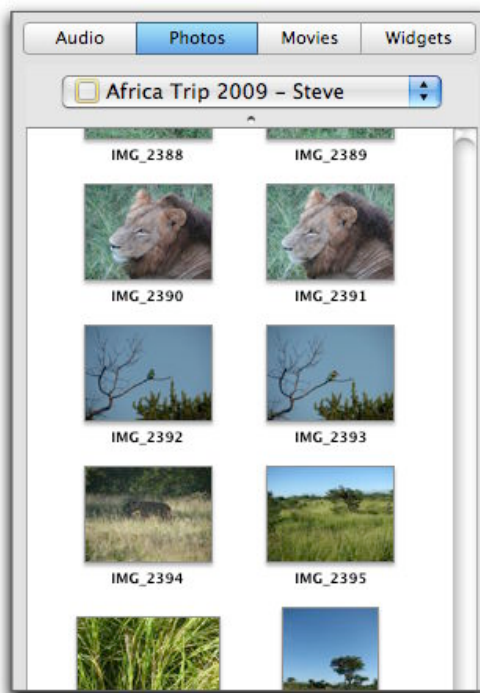 Audio Photos Movies Widgets
Africa Trip 2009 – Steve
IMG_2388 IMG_2389
IMG_2390 IMG_2391
IMG_2392 IMG_2393
IMG_2394 IMG_2395